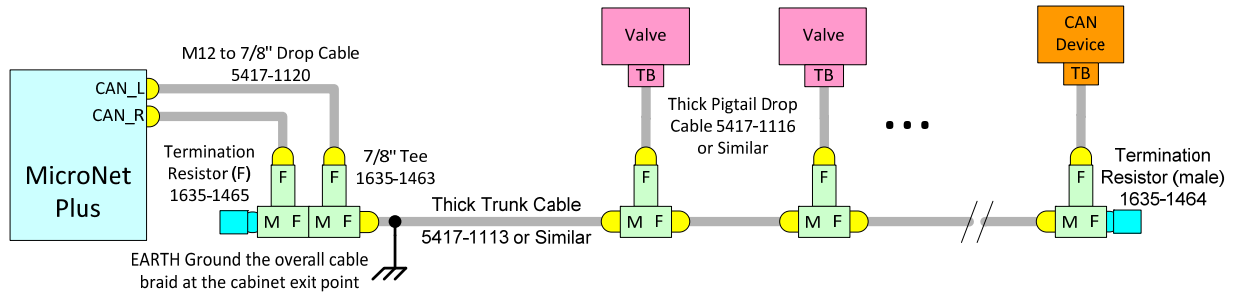 M12 to 7/8" Drop Cable
5417-1120
CAN_L
CAN_R
MicroNet
Plus
Termination
Resistor (F)
1635-1465
F
F
7/8" Tee
1635-1463
M F
M F
EARTH Ground the overall cable
braid at the cabinet exit point
Thick Trunk Cable
5417-1113 or Similar
Valve
TB
Thick Pigtail Drop
Cable 5417-1116
or Similar
F
M F
Valve
TB
F
M F
...
CAN
Device
TB
F
M F
Termination
Resistor (male)
1635-1464